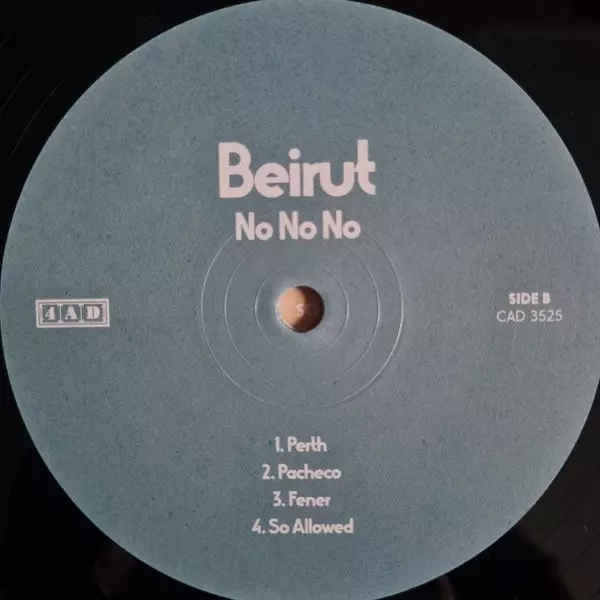 Beirut
No No No
4AD
SIDE B
CAD 3525
1. Perth
2. Pacheco
3. Fener
4. So Allowed